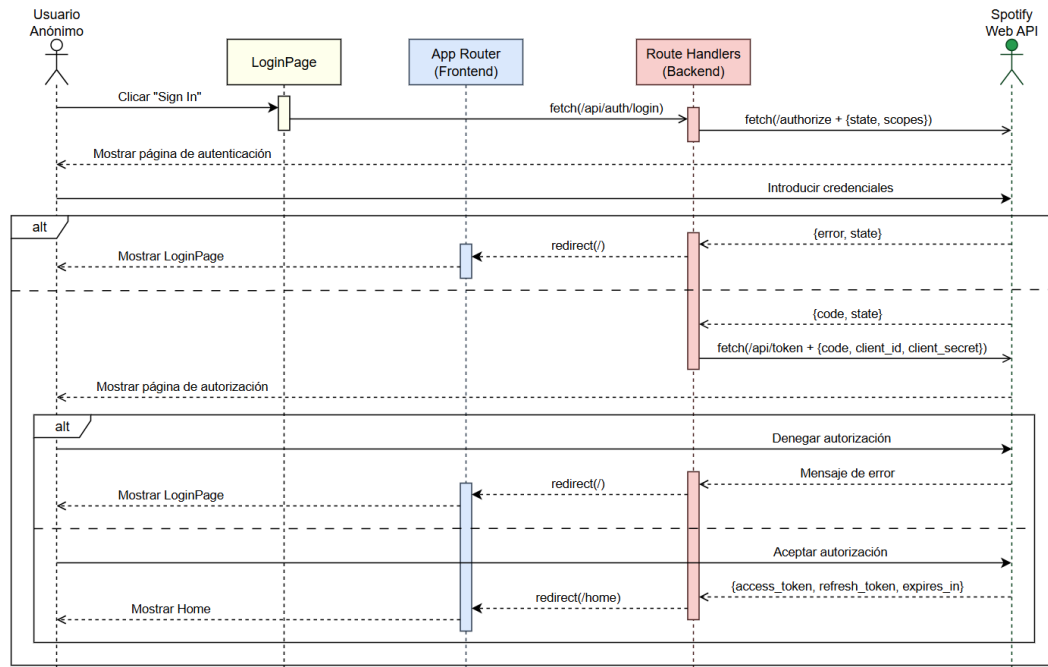 Usuario
Anónimo
LoginPage
App Router
(Frontend)
Route Handlers
(Backend)
Spotify
Web API
Clicar "Sign In"
fetch(/api/auth/login)
fetch(/authorize + {state, scopes})
Mostrar página de autenticación
Introducir credenciales
alt
{error, state}
redirect(/)
Mostrar LoginPage
{code, state}
fetch(/api/token + {code, client_id, client_secret})
Mostrar página de autorización
alt
Denegar autorización
Mensaje de error
redirect(/)
Mostrar LoginPage
Aceptar autorización
{access_token, refresh_token, expires_in}
redirect(/home)
Mostrar Home